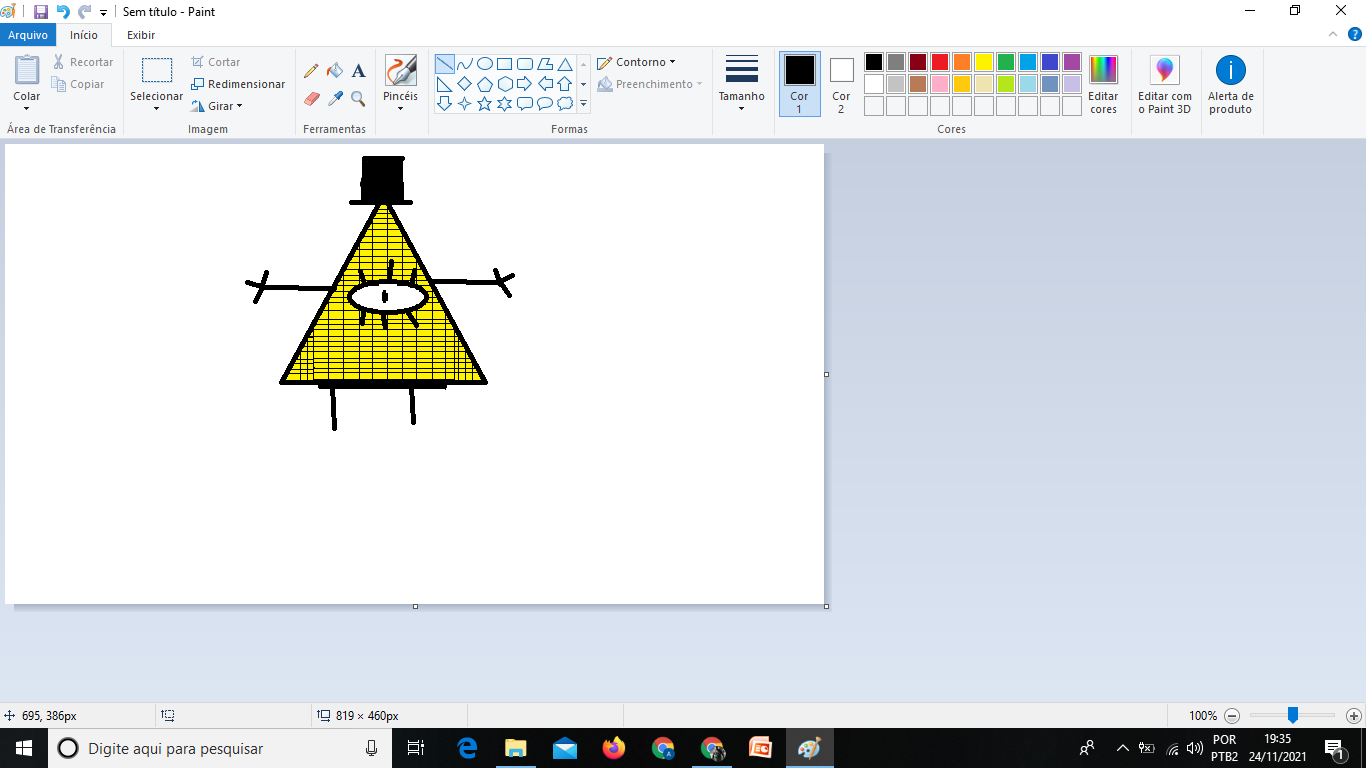 Sem título - Paint
Arquivo Início Exibir
Colar
Recortar
Copiar
Área de Transferência
Selecionar
Cortar
Redimensionar
Girar
Imagem
A
Ferramentas
Pincéis
Contorno
Preenchimento
Formas
Tamanho
Cor
1
Cor
2
Editar
cores
Cores
Editar com
o Paint 3D
Alerta de
produto
695, 386px
819 × 460px
100%
Digite aqui para pesquisar
POR
PTB2
19:35
24/11/2021
1